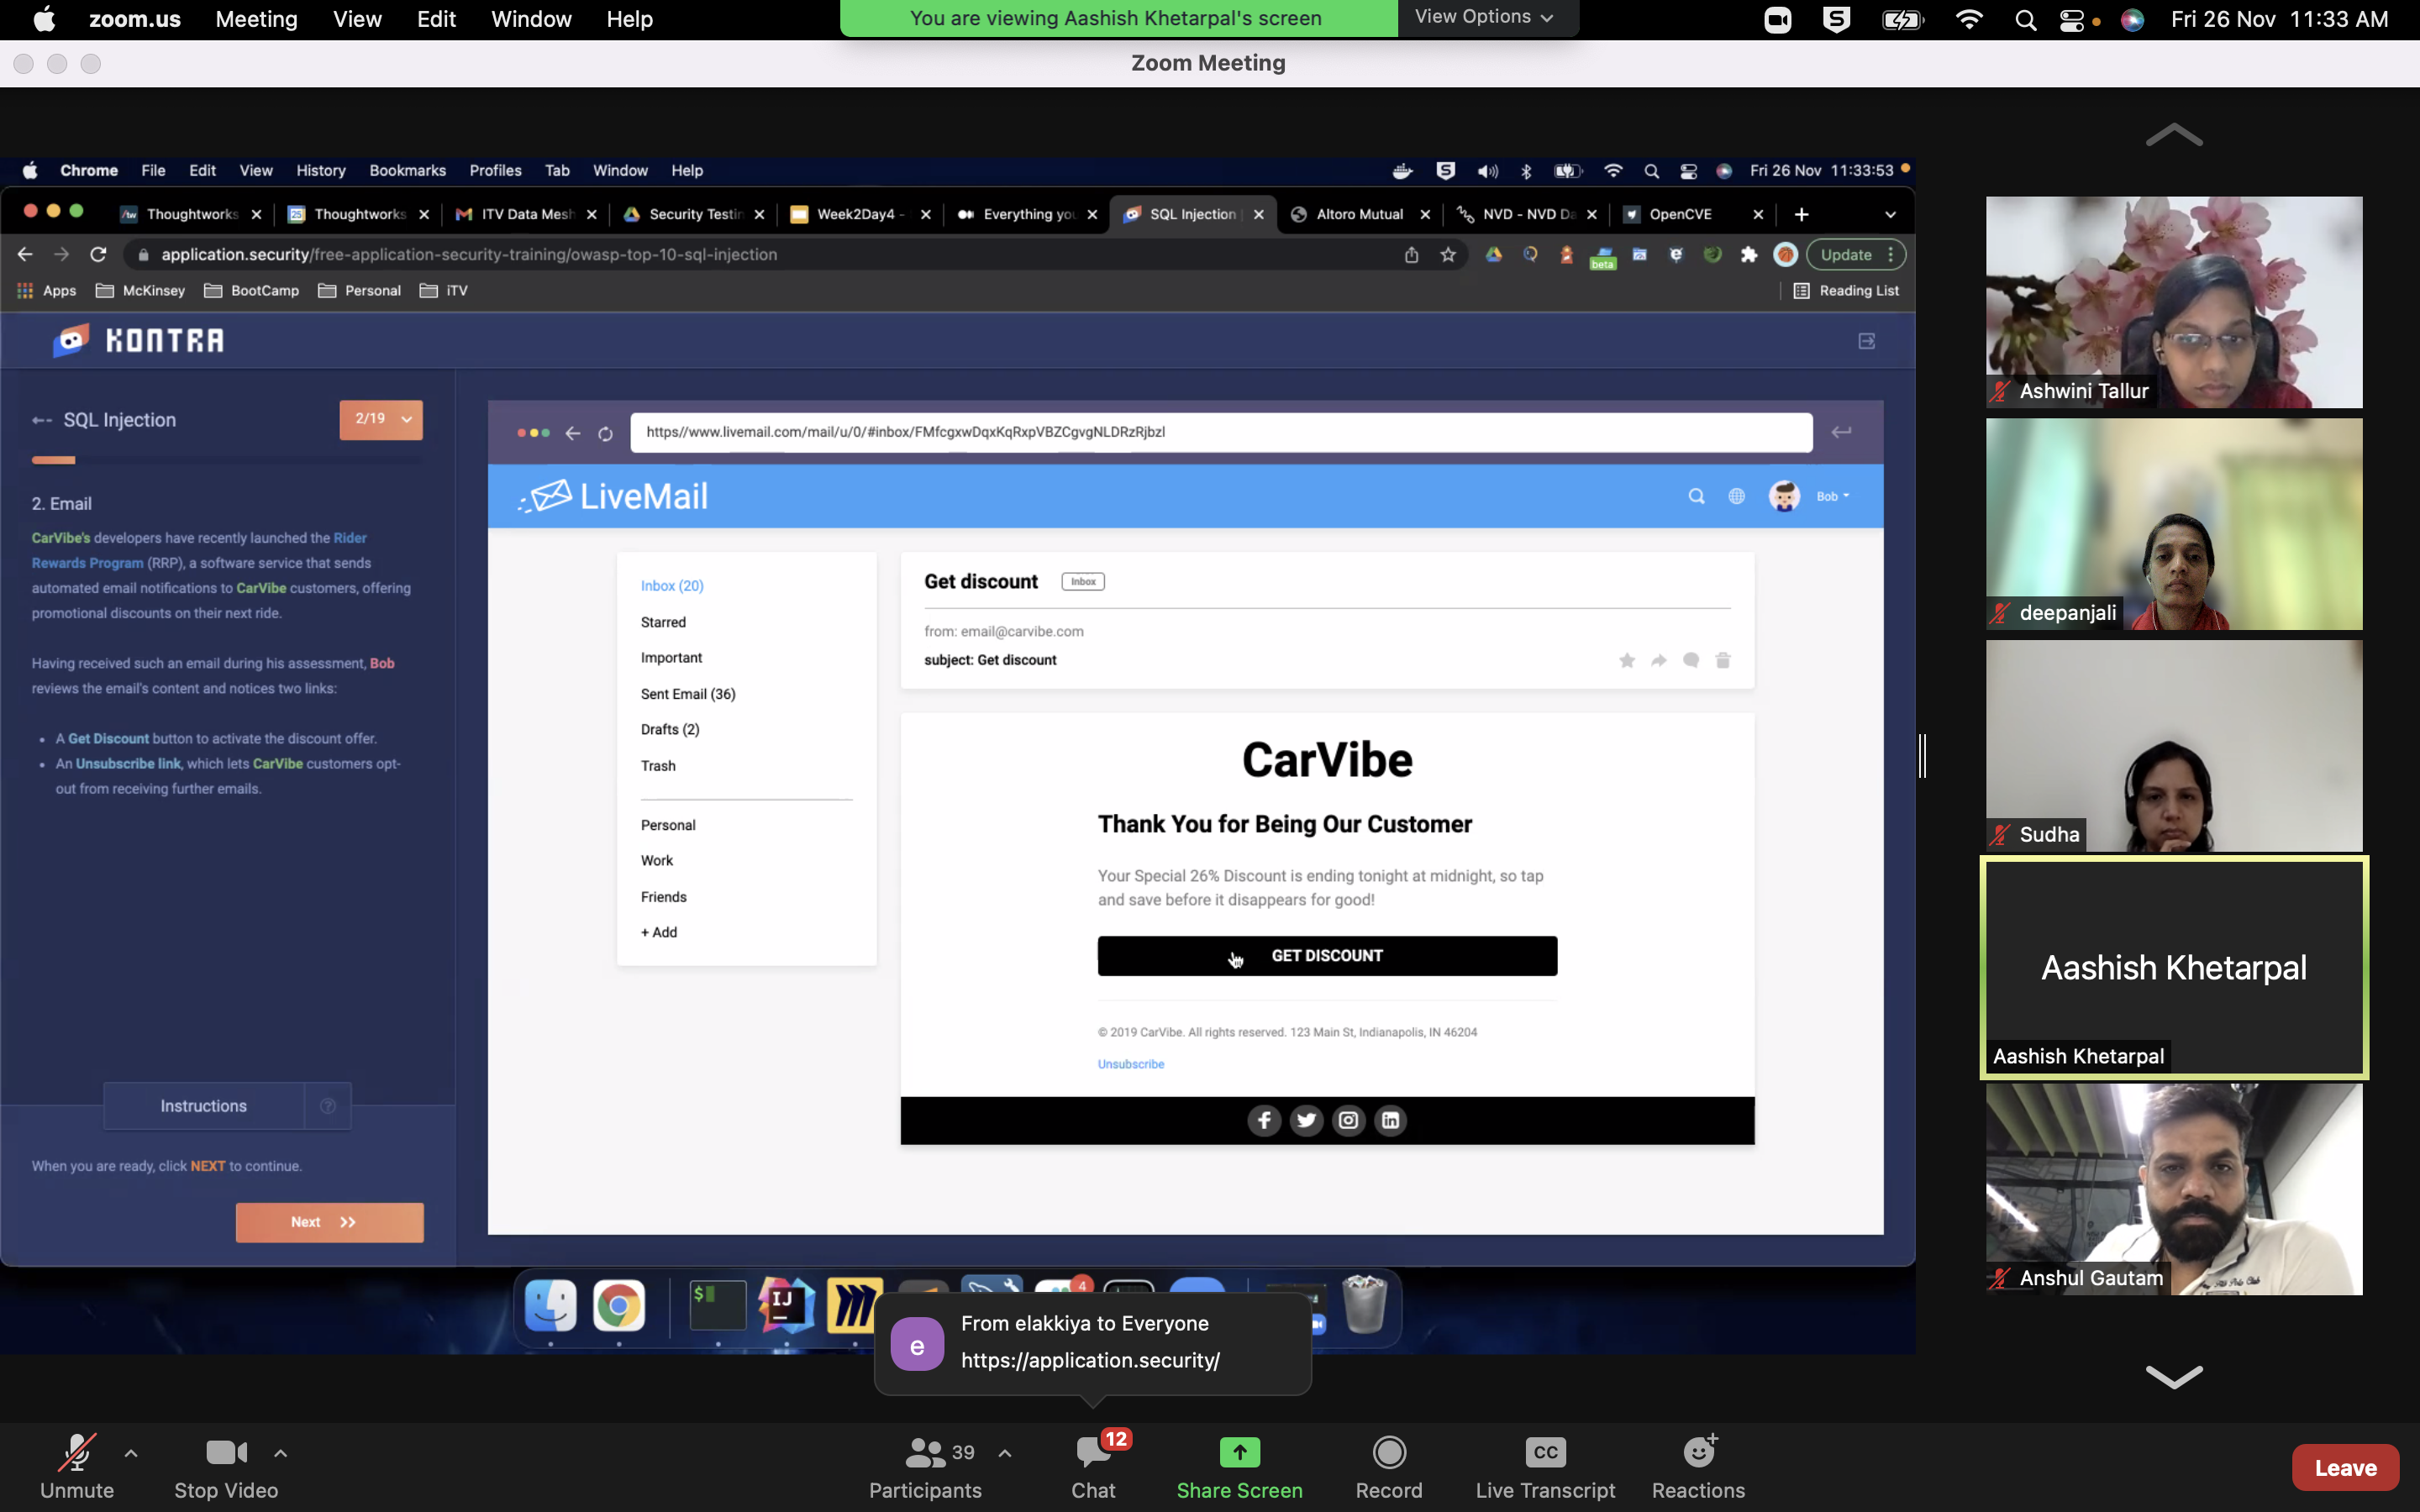 zoom.us Meeting View Edit Window Help
You are viewing Aashish Khetarpal's screen View Options
Fri 26 Nov 11:33 AM
Zoom Meeting
Chrome File Edit View History Bookmarks Profiles Tab Window Help
Fri 26 Nov 11:33:53
Thoughtworks Thoughtworks ITV Data Mesh Security Testin Week2Day4 - Everything you SQL Injection Altoro Mutual NVD - NVD Da OpenCVE
application.security/free-application-security-training/owasp-top-10-sql-injection
beta
Update
Apps McKinsey BootCamp Personal iTV
Reading List
KONTRA
SQL Injection
2/19
2. Email
CarVibe's developers have recently launched the Rider
Rewards Program (RRP), a software service that sends
automated email notifications to CarVibe customers, offering
promotional discounts on their next ride.
Having received such an email during his assessment, Bob
reviews the email's content and notices two links:
• A Get Discount button to activate the discount offer.
• An Unsubscribe link, which lets CarVibe customers opt-
out from receiving further emails.
Instructions
When you are ready, click NEXT to continue.
Next
https//www.livemail.com/mail/u/0/#inbox/FMfcgxwDqxKqRxpVBZCgvgNLDRzRjbzl
LiveMail
Bob
Inbox (20)
Starred
Important
Sent Email (36)
Drafts (2)
Trash
Personal
Work
Friends
+ Add
Get discount Inbox
from: email@carvibe.com
subject: Get discount
CarVibe
Thank You for Being Our Customer
Your Special 26% Discount is ending tonight at midnight, so tap
and save before it disappears for good!
GET DISCOUNT
© 2019 CarVibe. All rights reserved. 123 Main St, Indianapolis, IN 46204
Unsubscribe
IJ
4
e
From elakkiya to Everyone
https://application.security/
Ashwini Tallur
deepanjali
Sudha
Aashish Khetarpal
Aashish Khetarpal
Anshul Gautam
Unmute
Stop Video
39
Participants
12
Chat
Share Screen
Record
CC
Live Transcript
Reactions
Leave